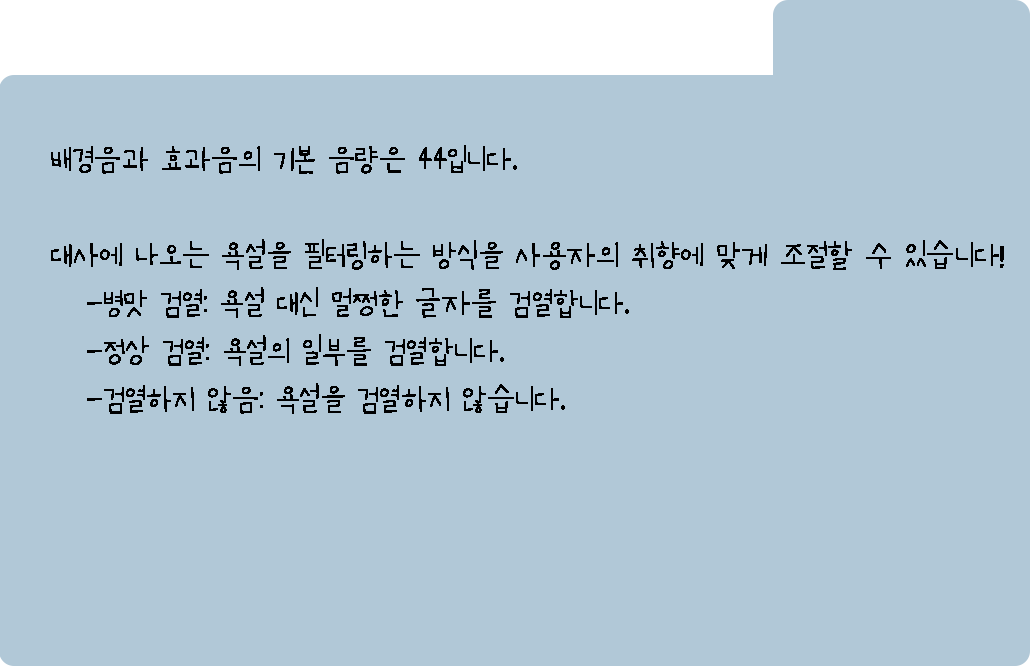 배경음과 효과음의 기본 음량은 44입니다.
대사에 나오는 욕설을 필터링하는 방식을 사용자의 취향에 맞게 조절할 수 있습니다!
-병맛 검열: 욕설 대신 멀쩡한 글자를 검열합니다.
-정상 검열: 욕설의 일부를 검열합니다.
-검열하지 않음: 욕설을 검열하지 않습니다.